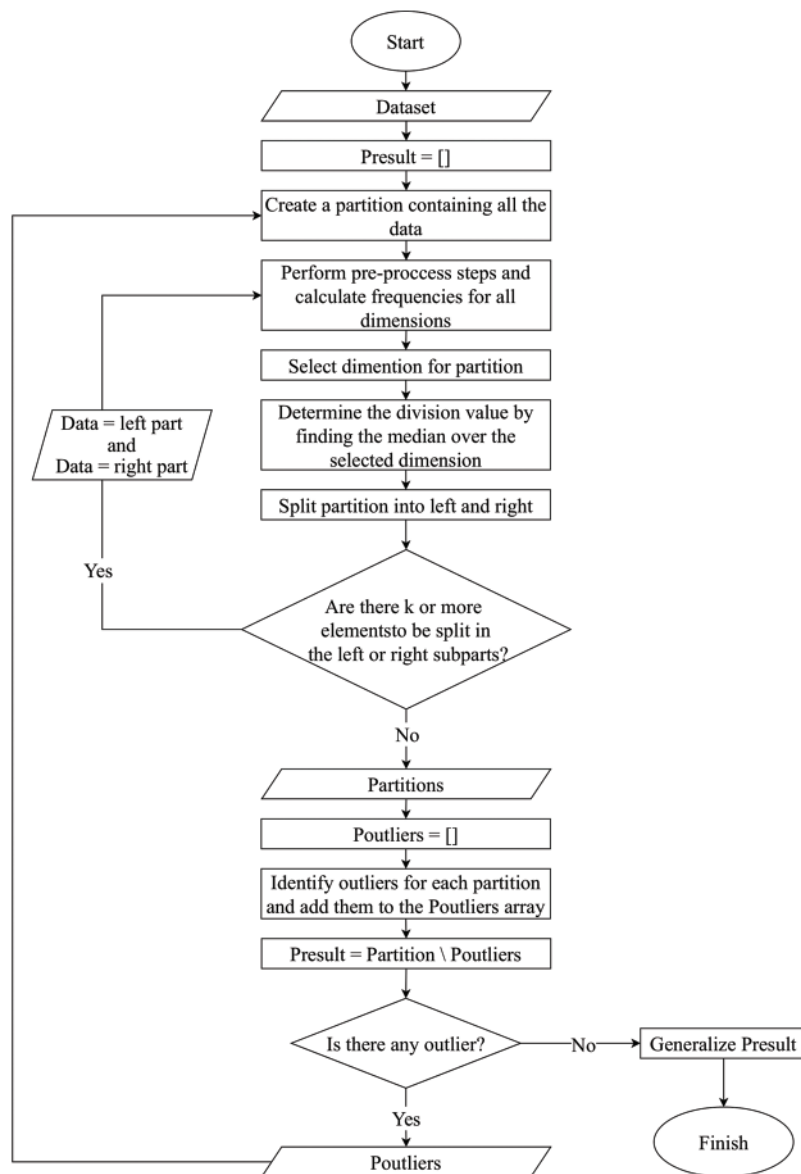 Start
Dataset
Presult = []
Create a partition containing all the
data
Perform pre-proccess steps and
calculate frequencies for all
dimensions
Select dimention for partition
Data = left part
and
Data = right part
Determine the division value by
finding the median over the
selected dimension
Split partition into left and right
Yes
Are there k or more
elementsto be split in
the left or right subparts?
No
Partitions
Poutliers = []
Identify outliers for each partition
and add them to the Poutliers array
Presult = Partition \ Poutliers
Is there any outlier?
No
Generalize Presult
Yes
Finish
Poutliers